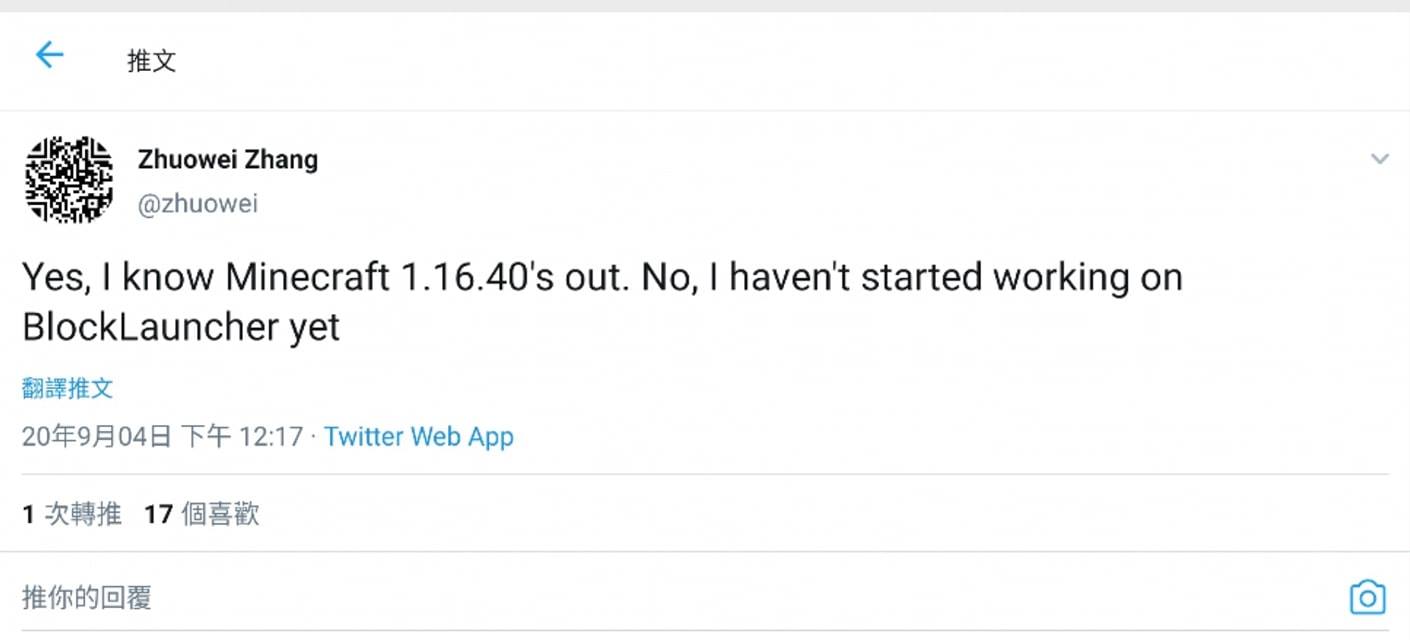 推文
Zhuowei Zhang
@zhuowei
Yes, I know Minecraft 1.16.40's out. No, I haven't started working on
BlockLauncher yet
翻譯推文
20年9月04日 下午 12:17 · Twitter Web App
1 次轉推 17 個喜歡
推你的回覆